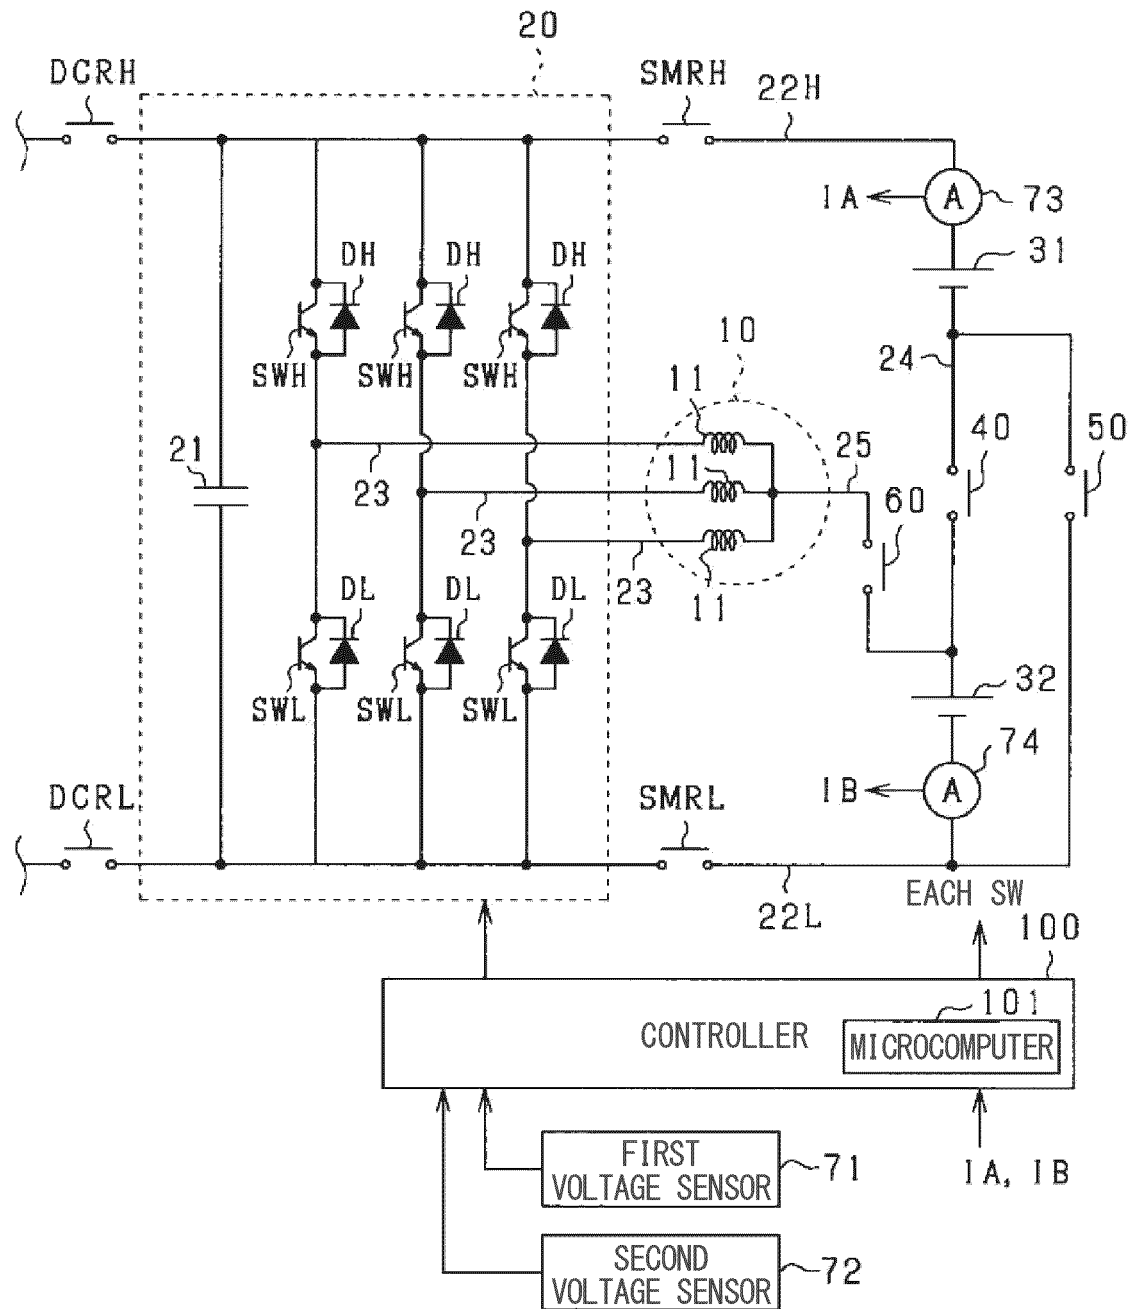 20
DCRH
SMRH
22H
IA
A
73
DH
DH
DH
31
SWH
SWH
SWH
10
24
11
40
50
21
11
25
23
60
23
23
11
DL
DL
DL
32
SWL
SWL
SWL
74
DCRL
SMRL
IB
A
EACH SW
22L
100
101
CONTROLLER
MICROCOMPUTER
FIRST
VOLTAGE SENSOR
71
IA, IB
SECOND
VOLTAGE SENSOR
72